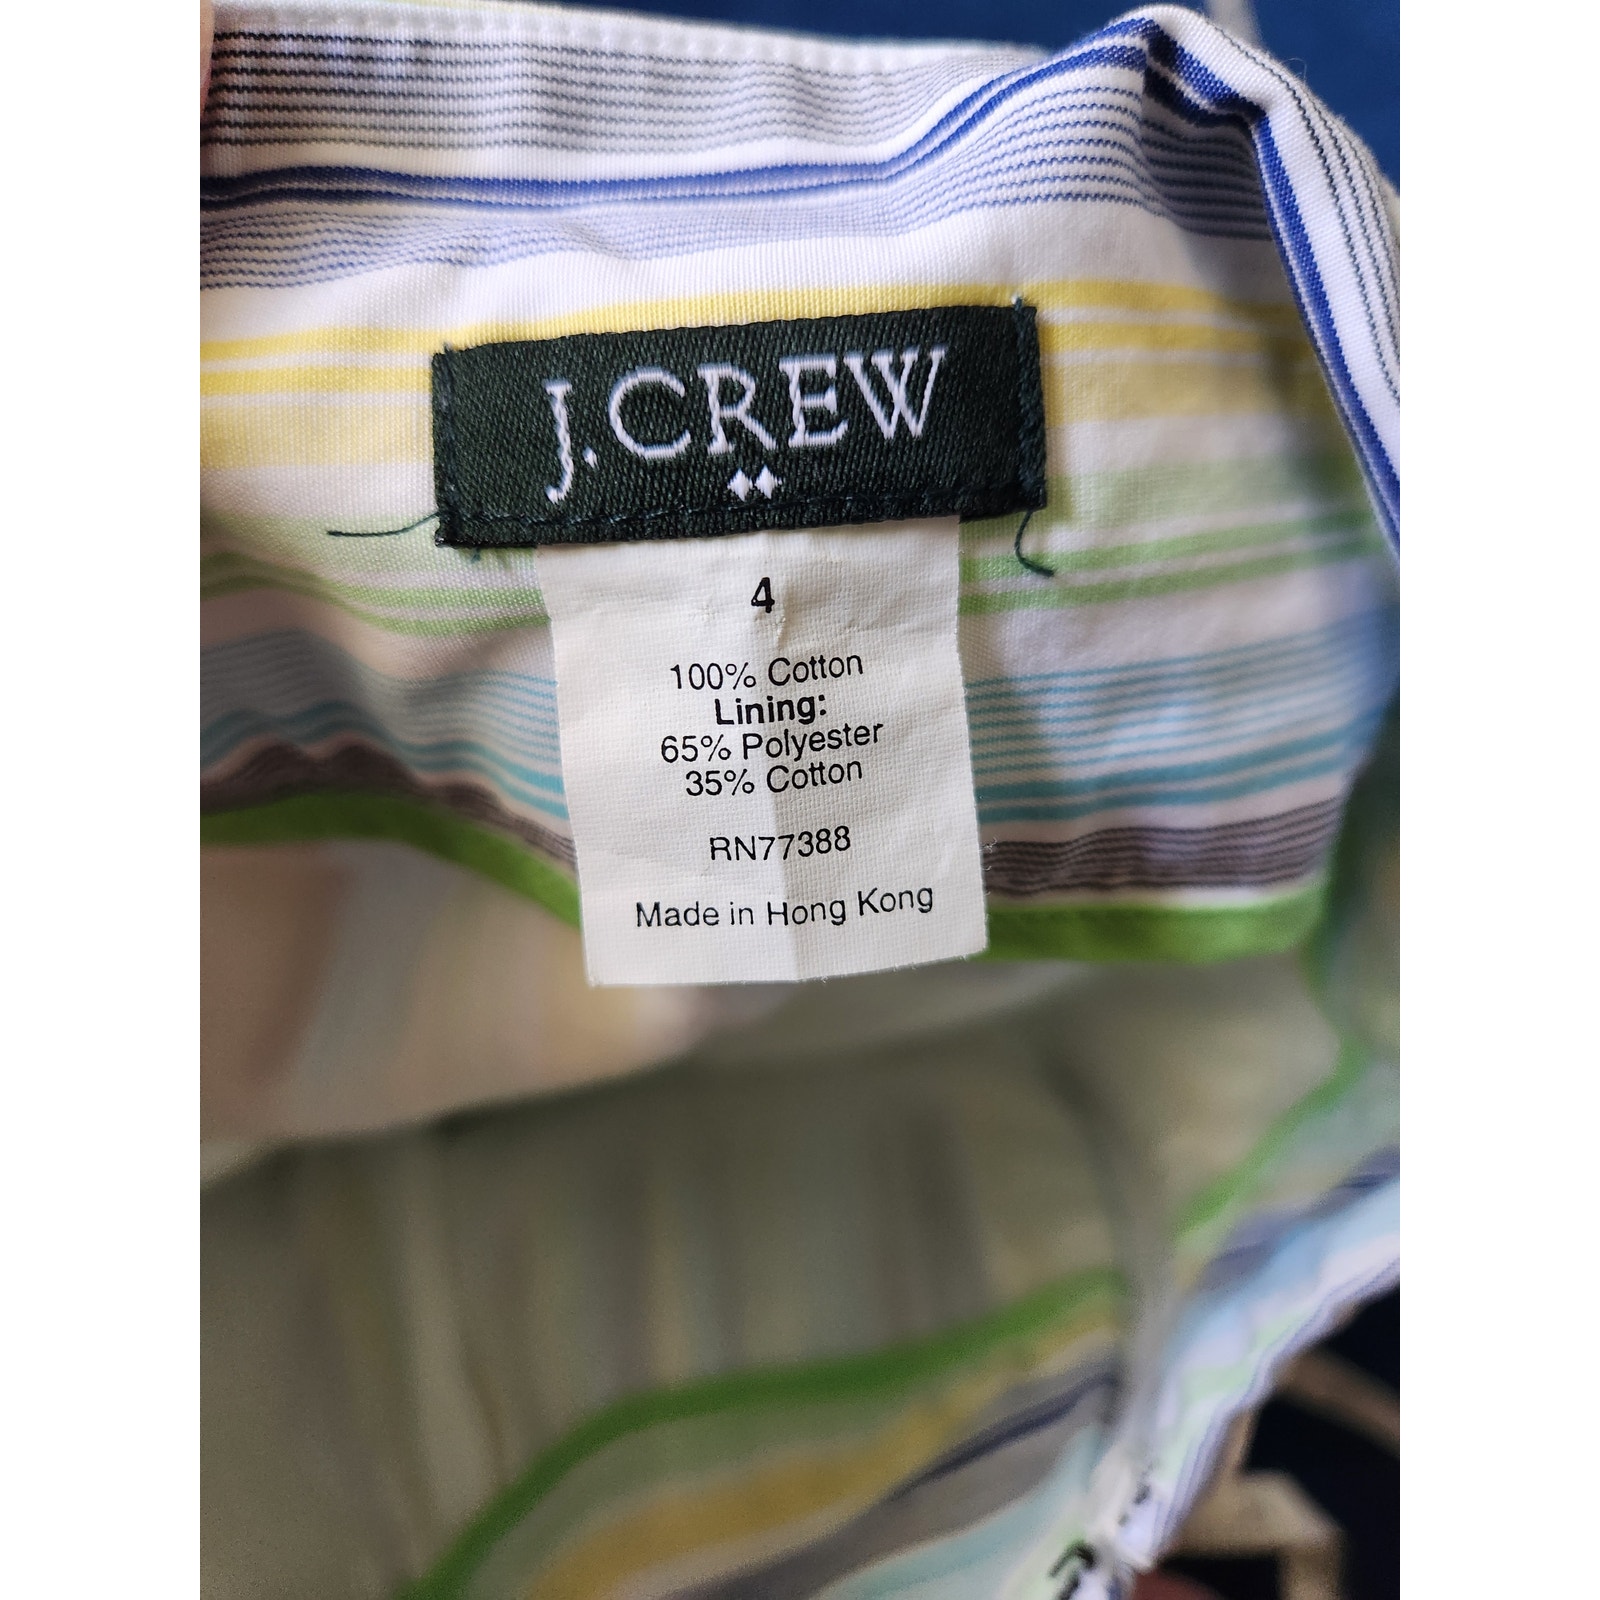 J.CREW
4
100% Cotton
Lining:
65% Polyester
35% Cotton
RN77388
Made in Hong Kong